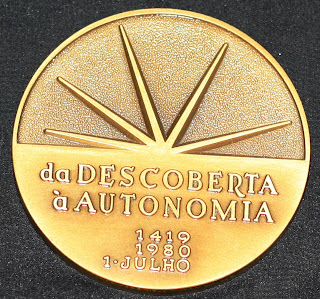 da DESCOBERTA
à AUTONOMIA
1419
1980
1·JULHO